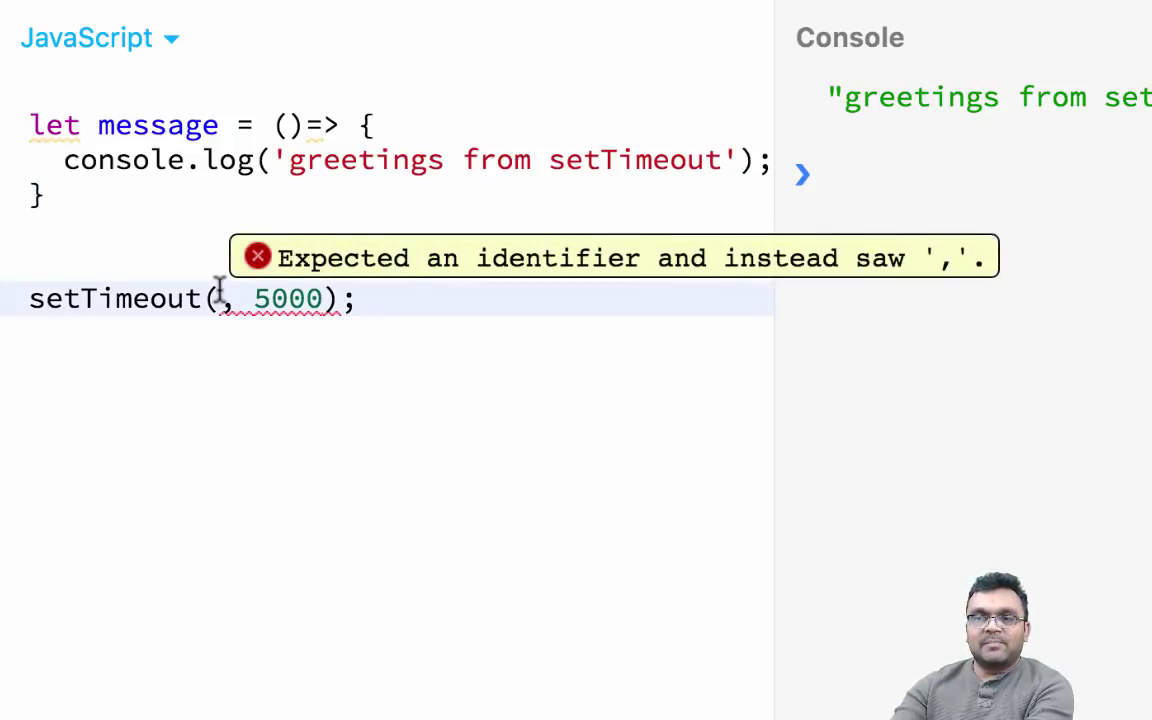 JavaScript
Console
"greetings from set
let message = ()=> {
console.log('greetings from setTimeout');
}
Expected an identifier and instead saw ','.
setTimeout(, 5000);